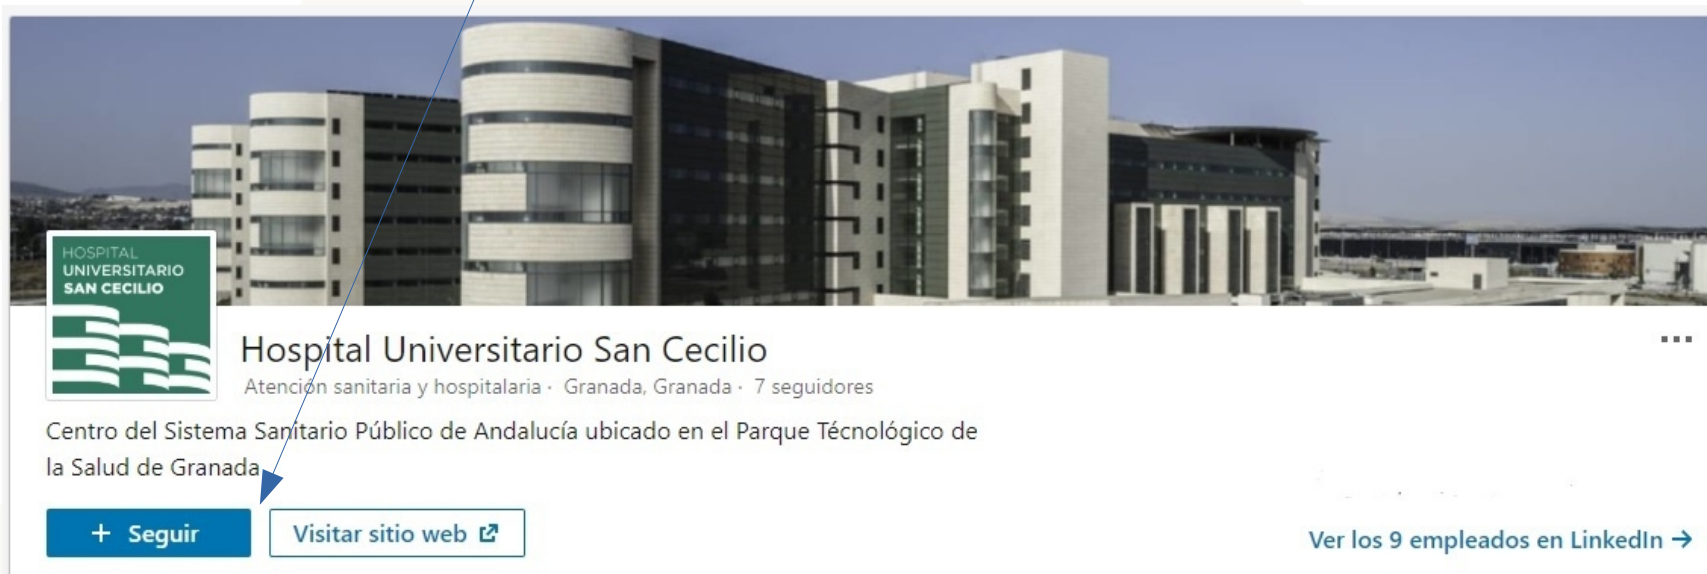 HOSPITAL
UNIVERSITARIO
SAN CECILIO
Hospital Universitario San Cecilio
Atención sanitaria y hospitalaria · Granada, Granada · 7 seguidores
Centro del Sistema Sanitario Público de Andalucía ubicado en el Parque Técnológico de
la Salud de Granada.
+ Seguir
Visitar sitio web
Ver los 9 empleados en LinkedIn →